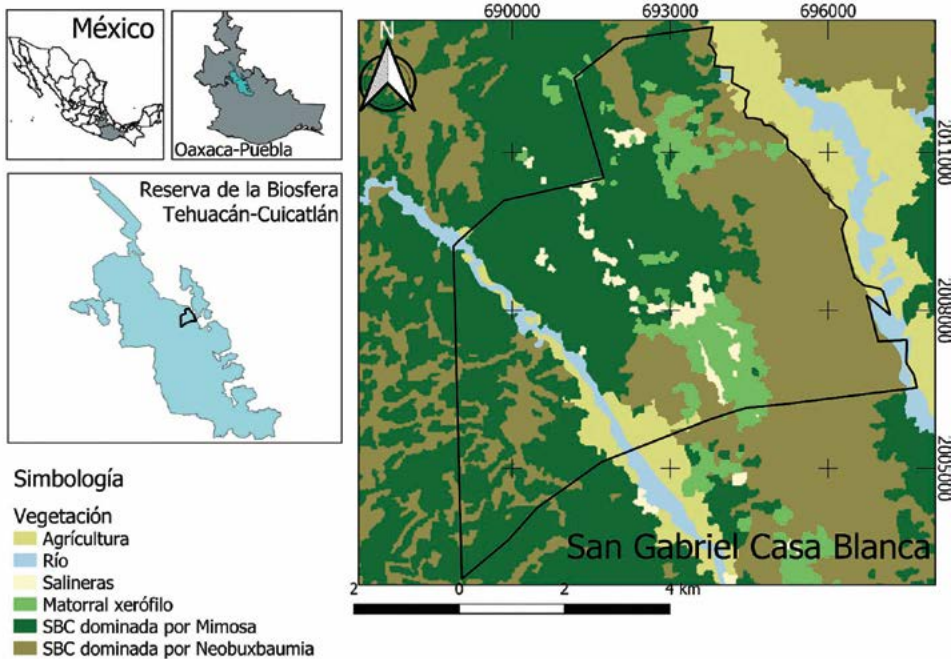 México
Oaxaca-Puebla
Reserva de la Biosfera
Tehuacán-Cuicatlán
Simbología
Vegetación
Agrícultura
Río
Salineras
Matorral xerófilo
SBC dominada por Mimosa
SBC dominada por Neobuxbaumia
690000 693000 696000
N
2011000
2008000
2005000
San Gabriel Casa Blanca
2 0 2 4 km